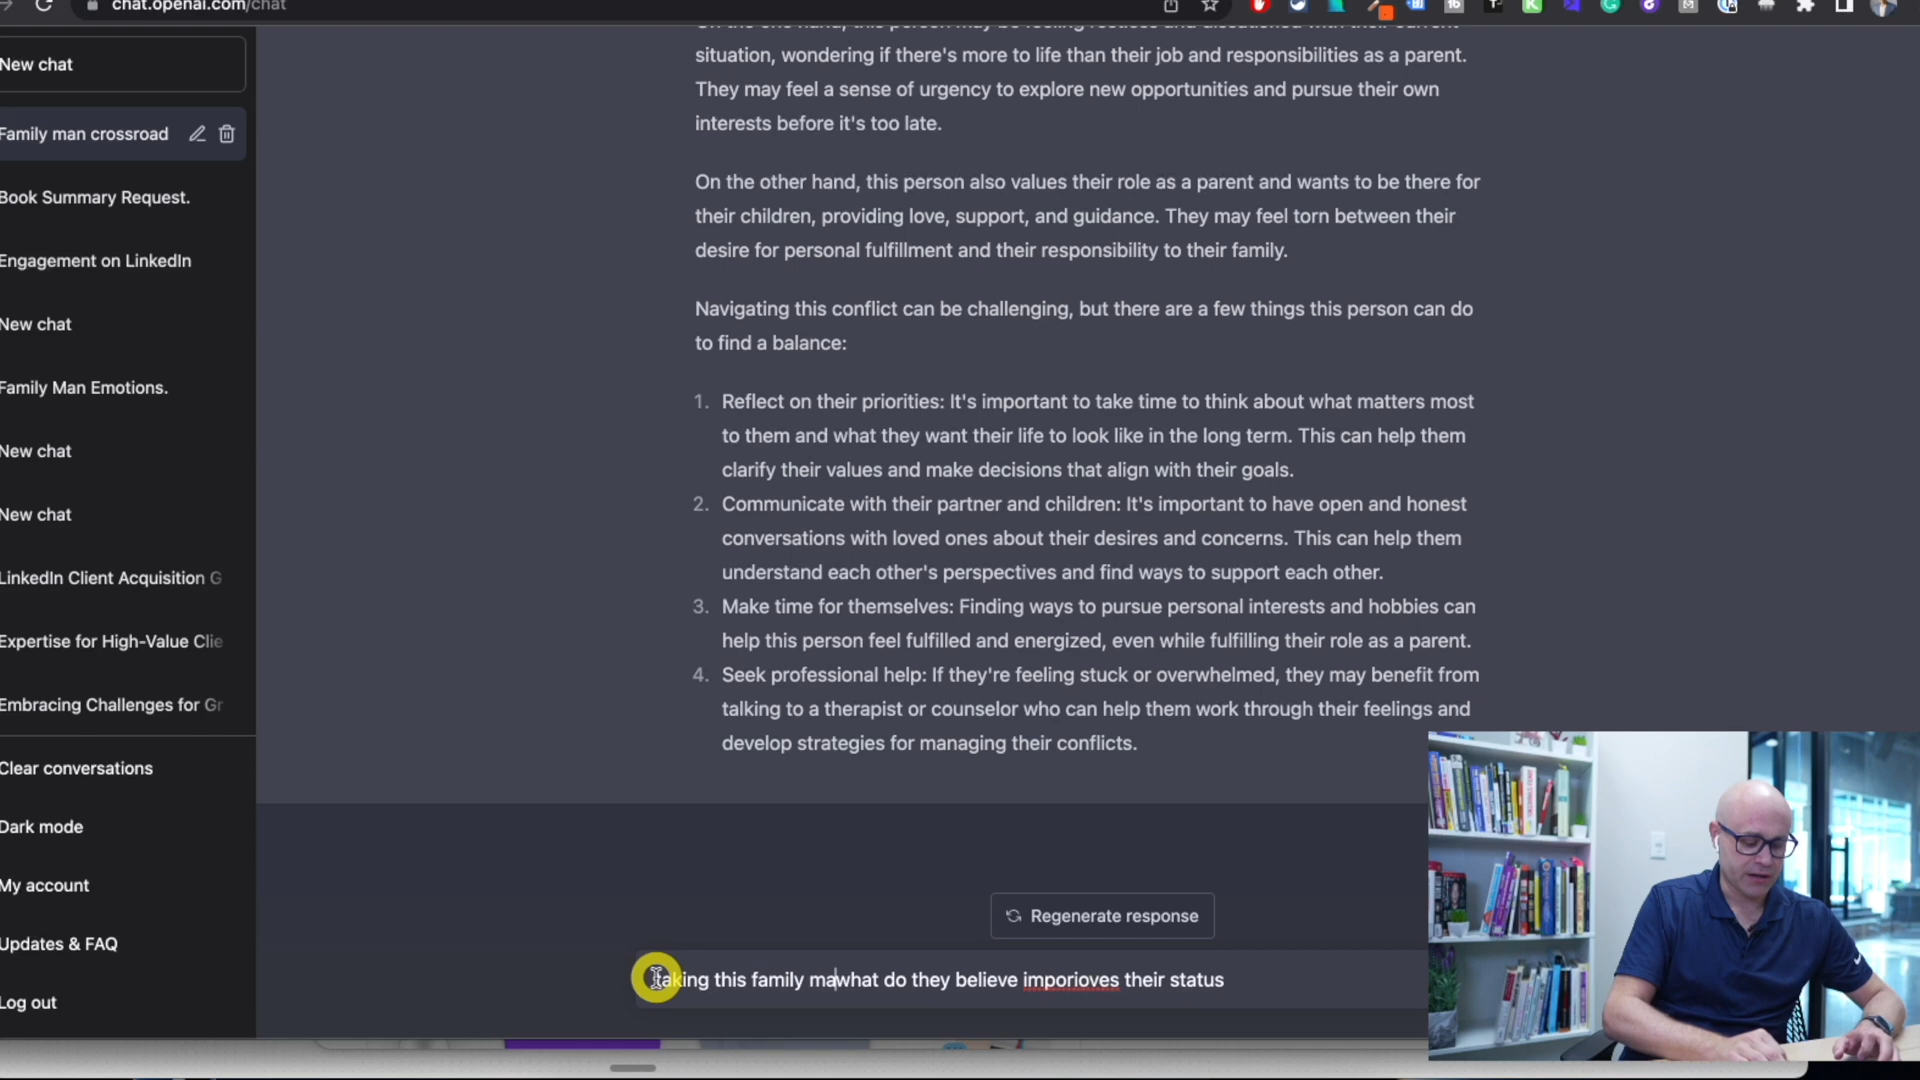 chat.openai.com/chat
New chat
Family man crossroad
Book Summary Request.
Engagement on LinkedIn
New chat
Family Man Emotions.
New chat
New chat
LinkedIn Client Acquisition G
Expertise for High-Value Clie
Embracing Challenges for Gr
Clear conversations
Dark mode
My account
Updates & FAQ
Log out
situation, wondering if there's more to life than their job and responsibilities as a parent.
They may feel a sense of urgency to explore new opportunities and pursue their own
interests before it's too late.
On the other hand, this person also values their role as a parent and wants to be there for
their children, providing love, support, and guidance. They may feel torn between their
desire for personal fulfillment and their responsibility to their family.
Navigating this conflict can be challenging, but there are a few things this person can do
to find a balance:
1. Reflect on their priorities: It's important to take time to think about what matters most
to them and what they want their life to look like in the long term. This can help them
clarify their values and make decisions that align with their goals.
2. Communicate with their partner and children: It's important to have open and honest
conversations with loved ones about their desires and concerns. This can help them
understand each other's perspectives and find ways to support each other.
3. Make time for themselves: Finding ways to pursue personal interests and hobbies can
help this person feel fulfilled and energized, even while fulfilling their role as a parent.
4. Seek professional help: If they're feeling stuck or overwhelmed, they may benefit from
talking to a therapist or counselor who can help them work through their feelings and
develop strategies for managing their conflicts.
Regenerate response
taking this family mawhat do they believe imporioves their status